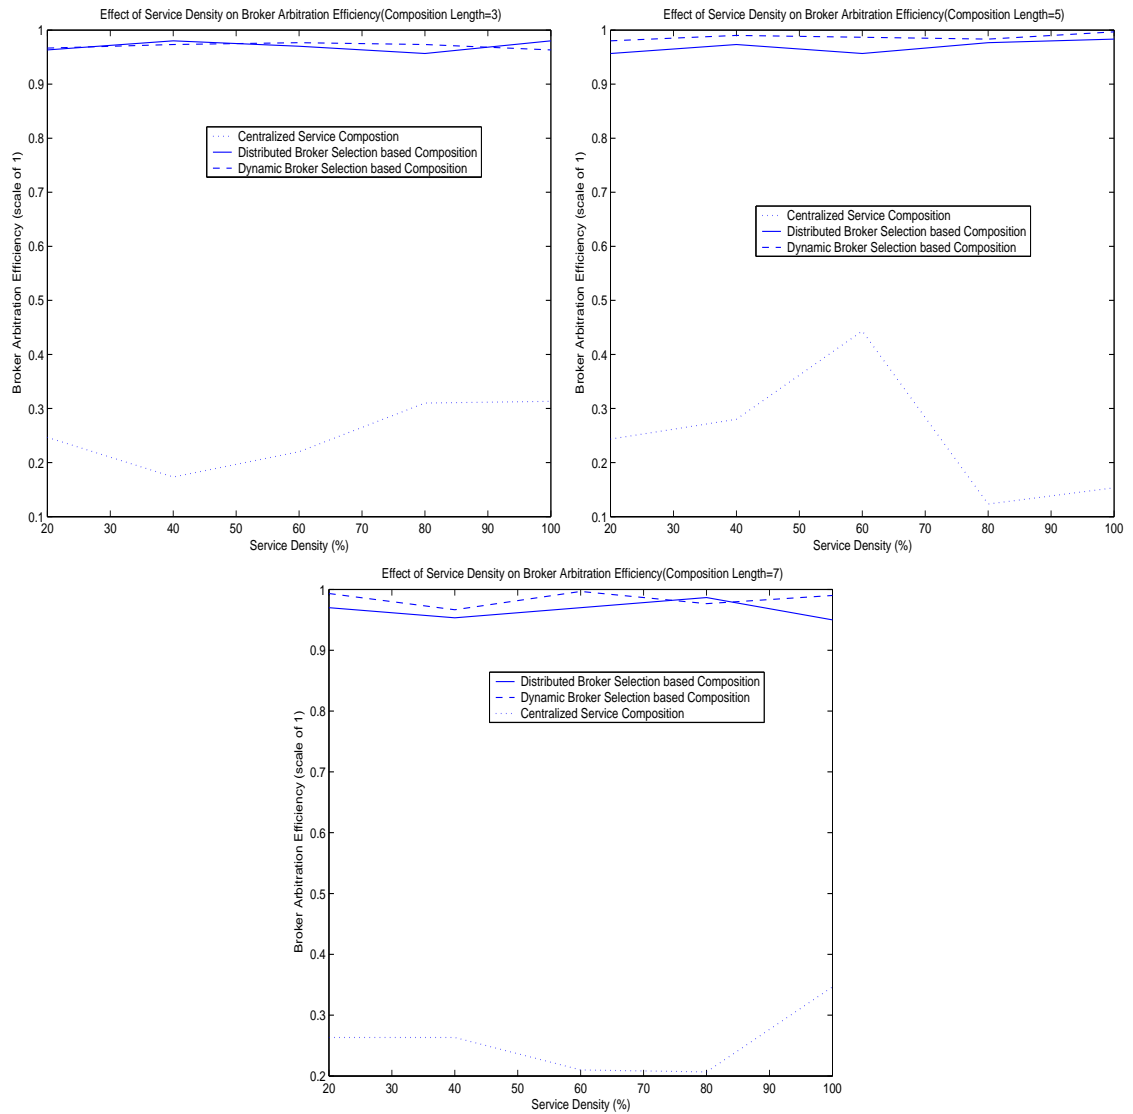 Effect of Service Density on Broker Arbitration Efficiency(Composition Length=3)
Broker Arbitration Efficiency (scale of 1)
1
0.9
0.8
0.7
0.6
0.5
0.4
0.3
0.2
0.1
Centralized Service Compostion
Distributed Broker Selection based Composition
Dynamic Broker Selection based Composition
20 30 40 50 60 70 80 90 100
Service Density (%)
Effect of Service Density on Broker Arbitration Efficiency(Composition Length=5)
Broker Arbitration Efficiency (scale of 1)
1
0.9
0.8
0.7
0.6
0.5
0.4
0.3
0.2
0.1
Centralized Service Composition
Distributed Broker Selection based Composition
Dynamic Broker Selection based Composition
20 30 40 50 60 70 80 90 100
Service Density (%)
Effect of Service Density on Broker Arbitration Efficiency(Composition Length=7)
Broker Arbitration Efficiency (scale of 1)
1
0.9
0.8
0.7
0.6
0.5
0.4
0.3
0.2
Distributed Broker Selection based Composition
Dynamic Broker Selection based Composition
Centralized Service Composition
20 30 40 50 60 70 80 90 100
Service Density (%)